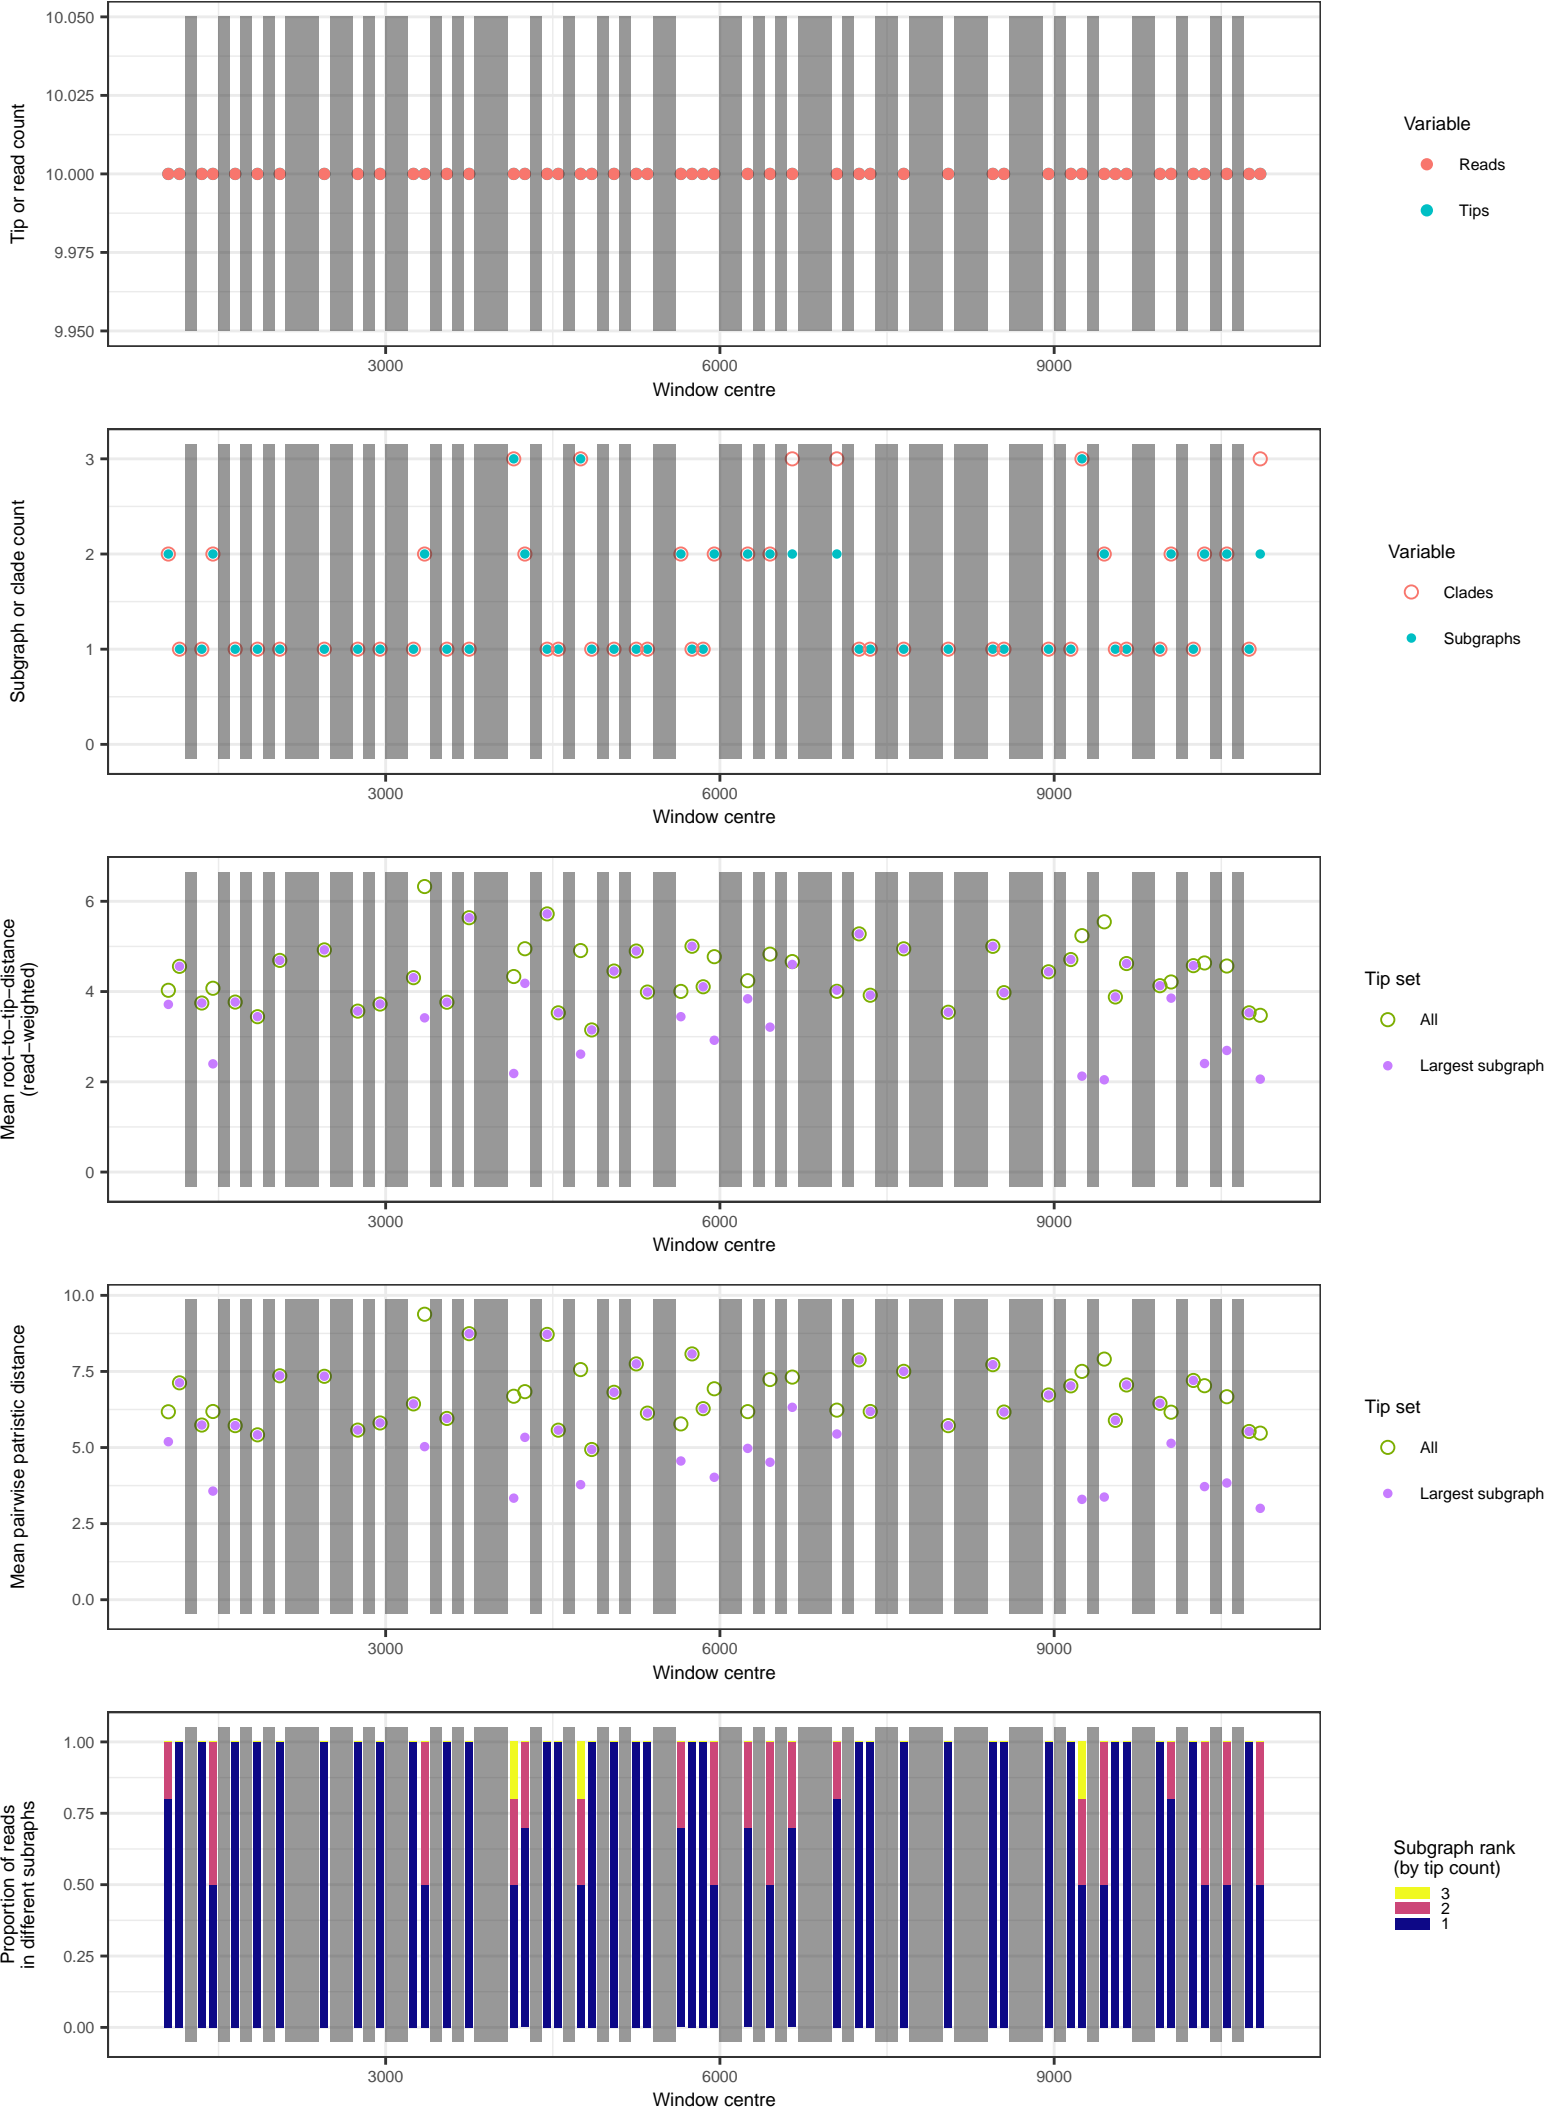 10.050
10.025
10.000
9.975
9.950
Tip or read count
3000
6000
9000
Window centre
Variable
Reads
Tips
3
2
1
0
Subgraph or clade count
3000
6000
9000
Window centre
Variable
Clades
Subgraphs
6
4
2
0
Mean root−to−tip−distance
(read−weighted)
3000
6000
9000
Window centre
Tip set
All
Largest subgraph
10.0
7.5
5.0
2.5
0.0
Mean pairwise patristic distance
3000
6000
9000
Window centre
Tip set
All
Largest subgraph
1.00
0.75
0.50
0.25
0.00
Proportion of reads
in different subraphs
3000
6000
9000
Window centre
Subgraph rank
(by tip count)
3
2
1